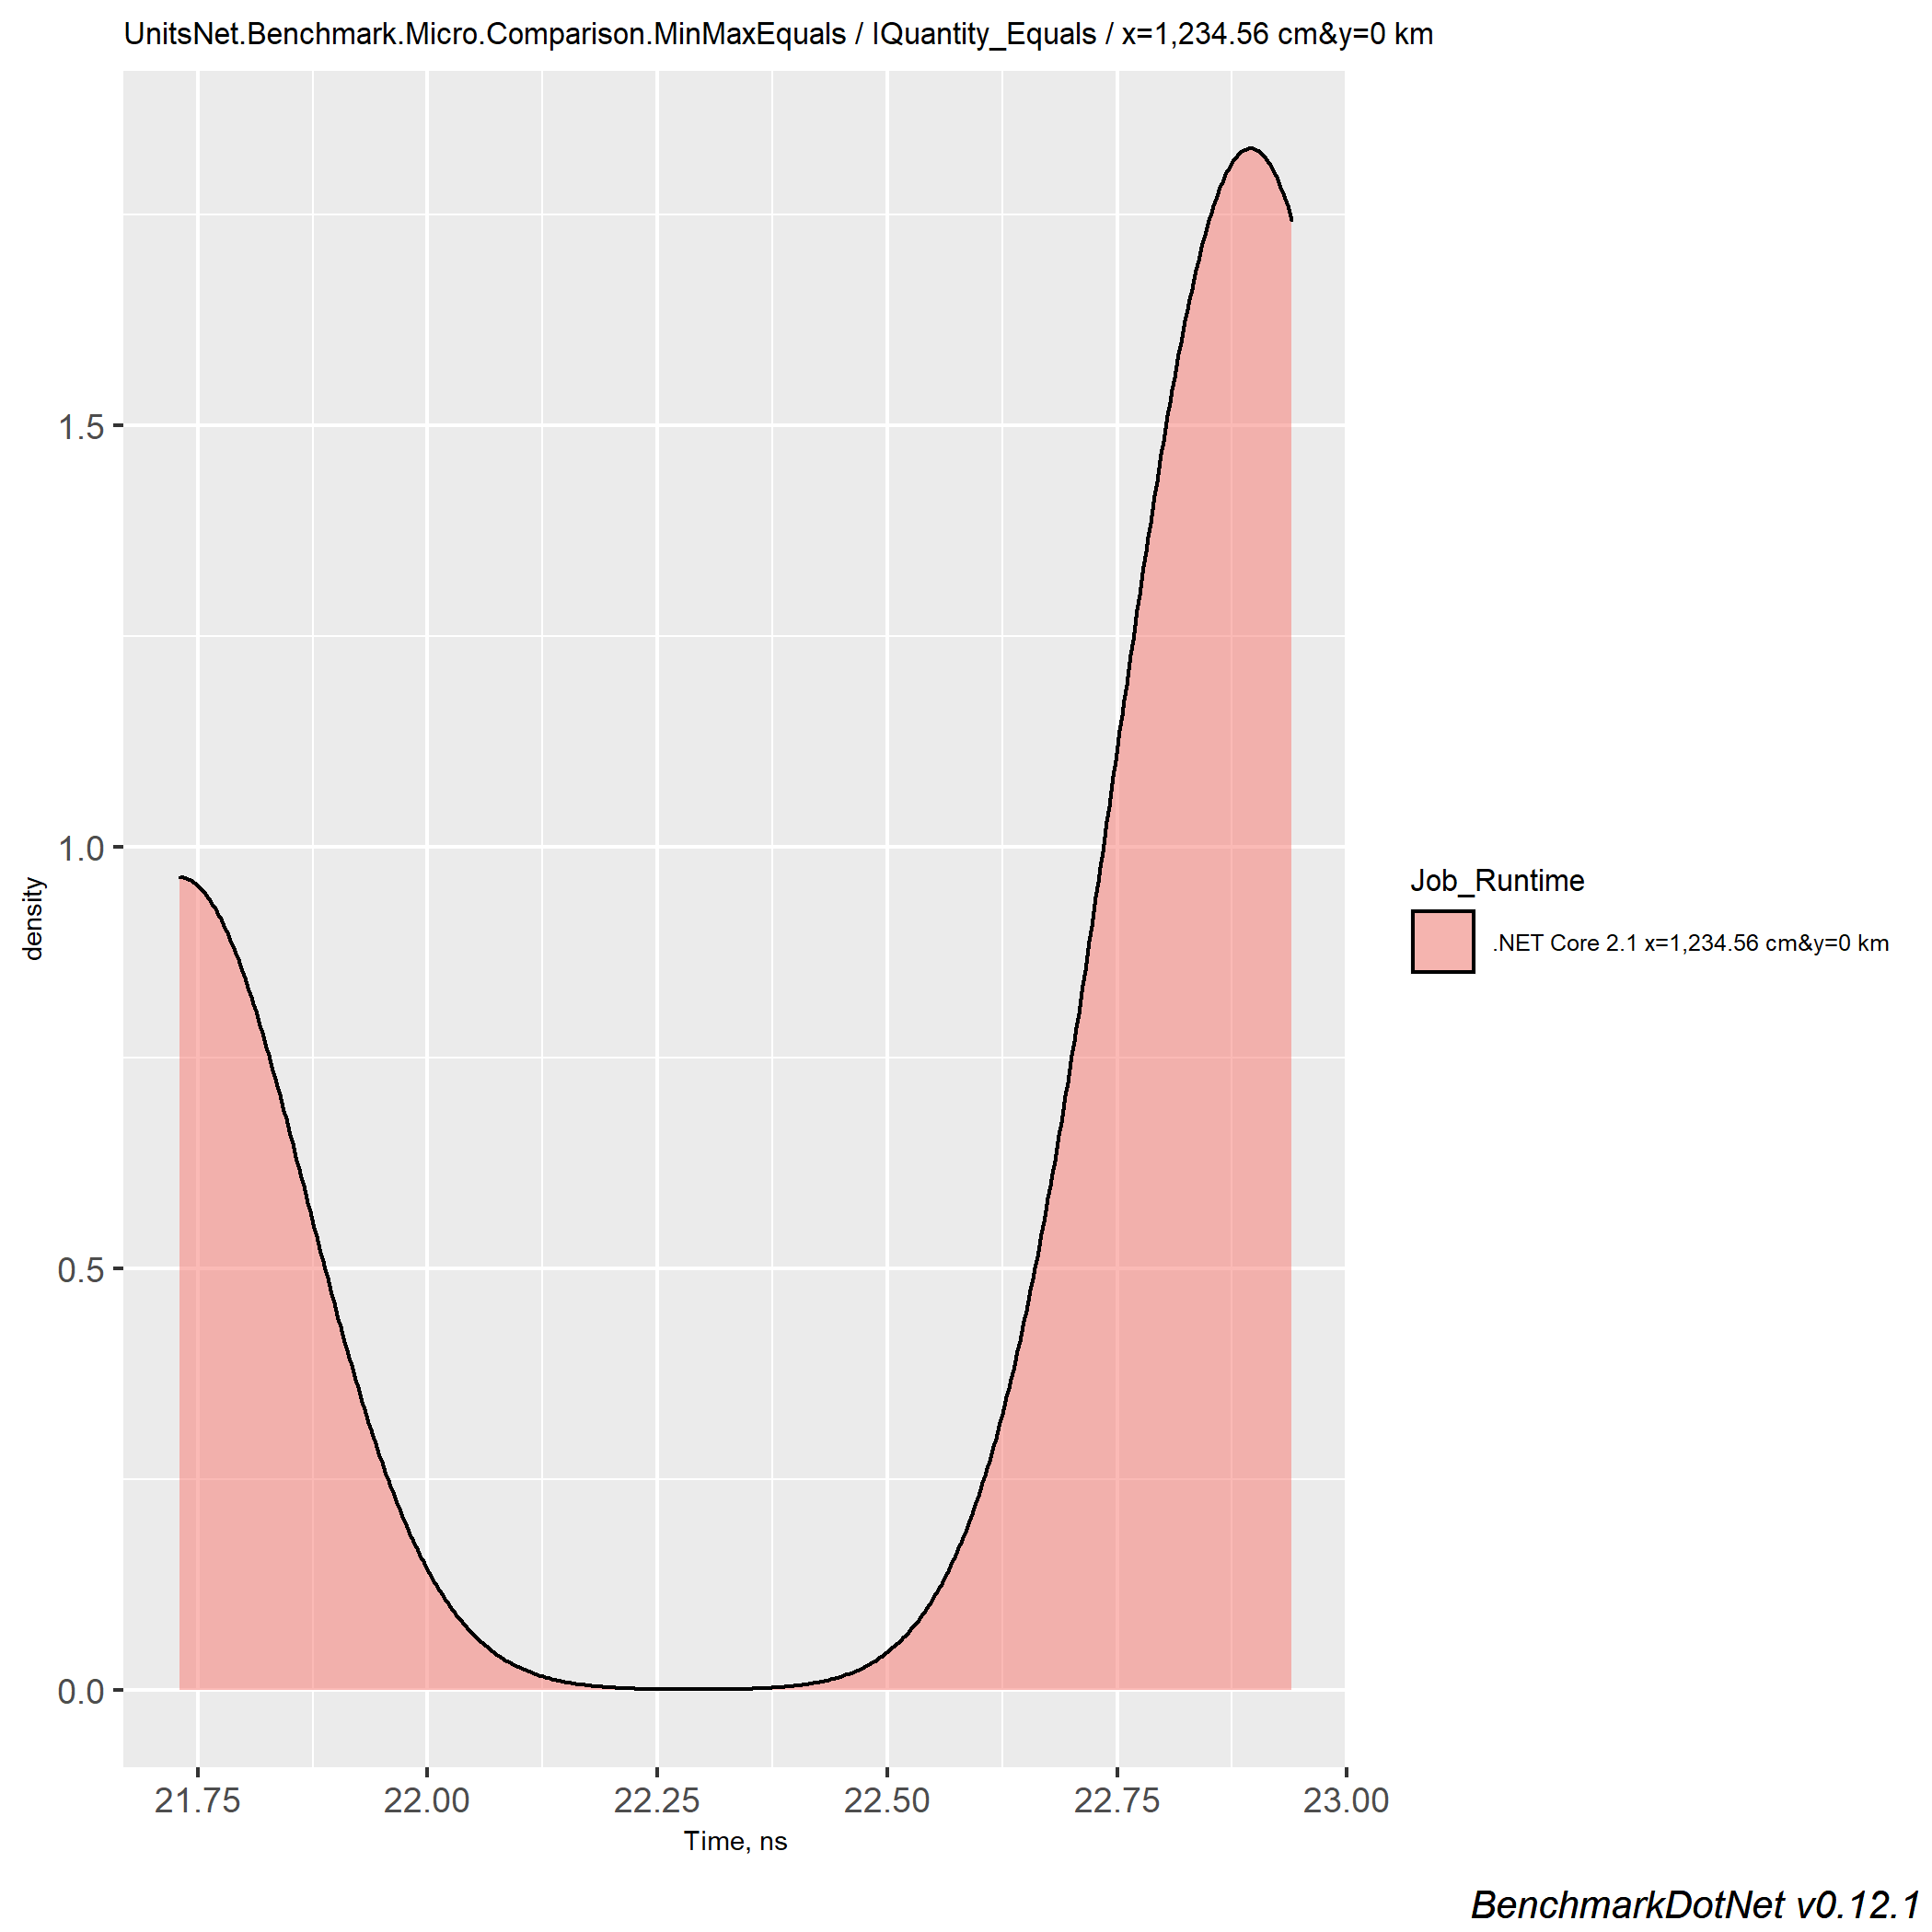 UnitsNet.Benchmark.Micro.Comparison.MinMaxEquals / IQuantity_Equals / x=1,234.56 cm&y=0 km
1.5
1.0
0.5
0.0
density
21.75 22.00 22.25 22.50 22.75 23.00
Time, ns
Job_Runtime
.NET Core 2.1 x=1,234.56 cm&y=0 km
BenchmarkDotNet v0.12.1